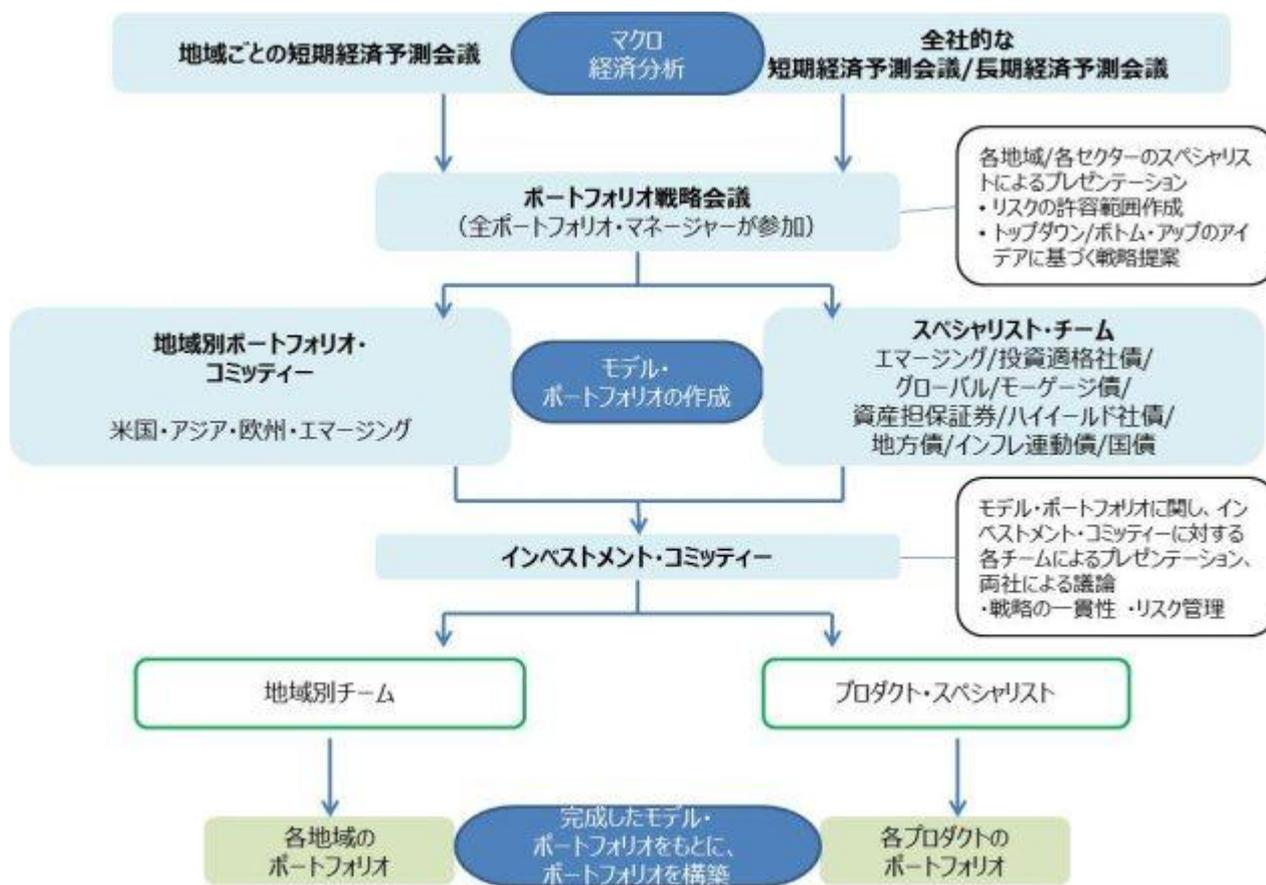 地域ごとの短期経済予測会議
マクロ
経済分析
全社的な
短期経済予測会議/長期経済予測会議
各地域/各セクターのスペシャリス
トによるプレゼンテーション
・リスクの許容範囲作成
・トップダウン/ボトム・アップのアイ
デアに基づく戦略提案
ポートフォリオ戦略会議
(全ポートフォリオ・マネージャーが参加)
地域別ポートフォリオ・
コミッティー
米国・アジア・欧州・エマージング
モデル・
ポートフォリオの作成
スペシャリスト・チーム
エマージング/投資適格社債/
グローバル/モーゲージ債/
資産担保証券/ハイイールド社債/
地方債/インフレ連動債/国債
モデル・ポートフォリオに関し、イン
ベストメント・コミッティーに対する
各チームによるプレゼンテーション、
両社による議論
・戦略の一貫性 ・リスク管理
インベストメント・コミッティー
地域別チーム
プロダクト・スペシャリスト
各地域の
ポートフォリオ
完成したモデル・
ポートフォリオをもとに、
ポートフォリオを構築
各プロダクトの
ポートフォリオ